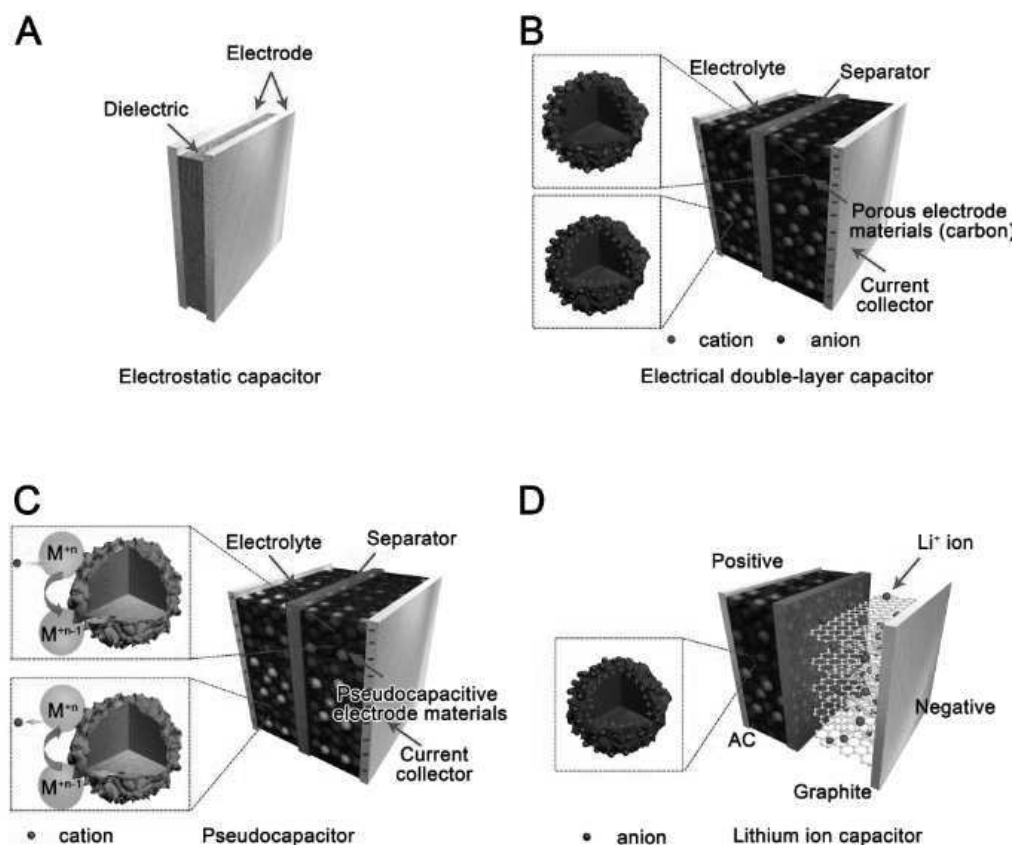 A
Electrode
Dielectric
Electrostatic capacitor
B
Electrolyte
Separator
Porous electrode
materials (carbon)
Current
collector
cation
anion
Electrical double-layer capacitor
C
M+n
M+n-1
M+n
M+n-1
Electrolyte
Separator
Pseudocapacitive
electrode materials
Current
collector
cation
Pseudocapacitor
D
Li+ ion
Positive
Negative
AC
Graphite
anion
Lithium ion capacitor